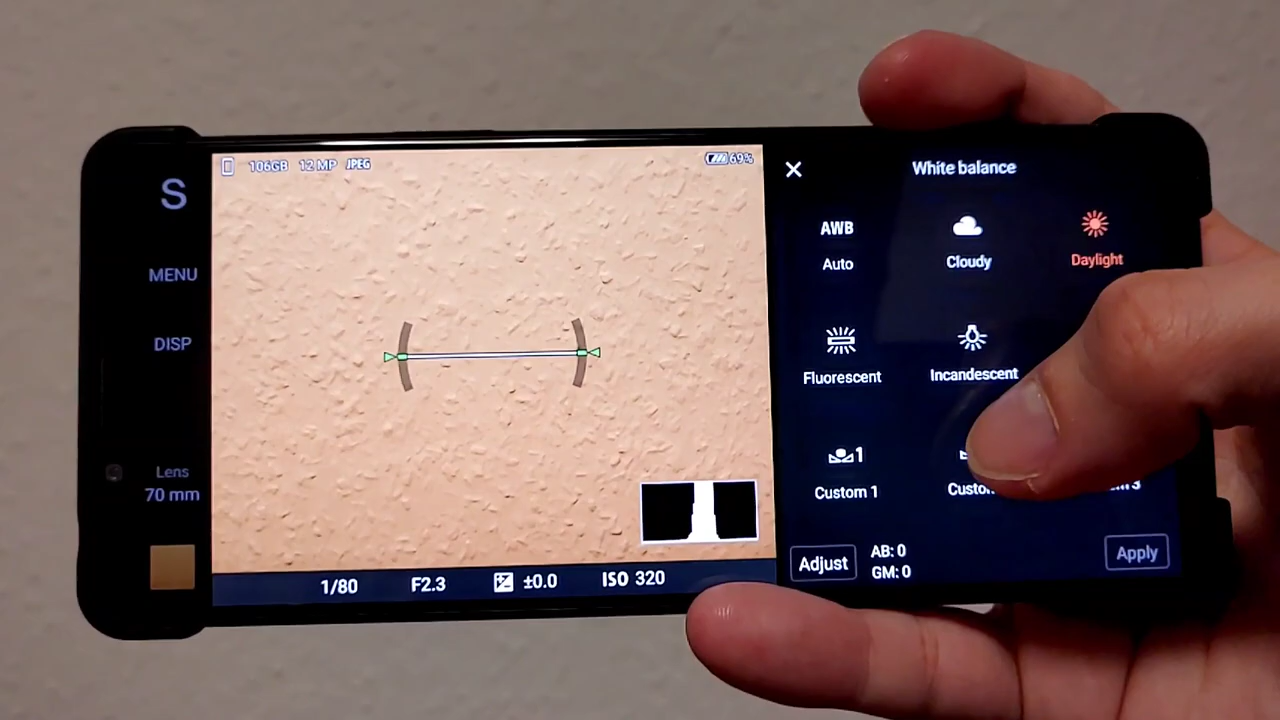 S
MENU
DISP
Lens
70 mm
106GB 12 MP JPEG
69%
1/80 F2.3 ±0.0 ISO 320
White balance
AWB
Auto
Cloudy
Daylight
Fluorescent
Incandescent
1
Custom 1
Adjust
AB: 0
GM: 0
Apply